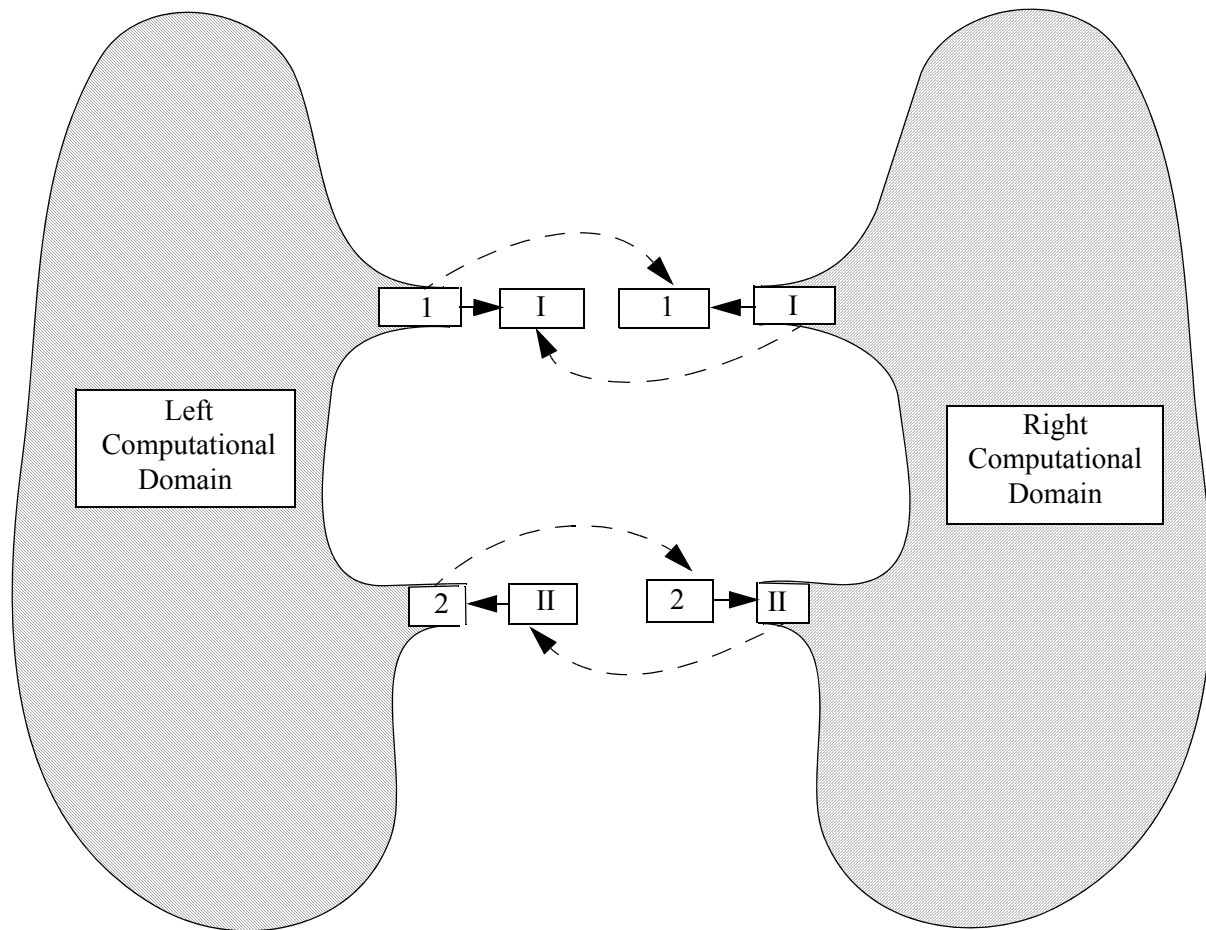 1 I 1 I
Left
Computational
Domain
Right
Computational
Domain
2 II 2 II